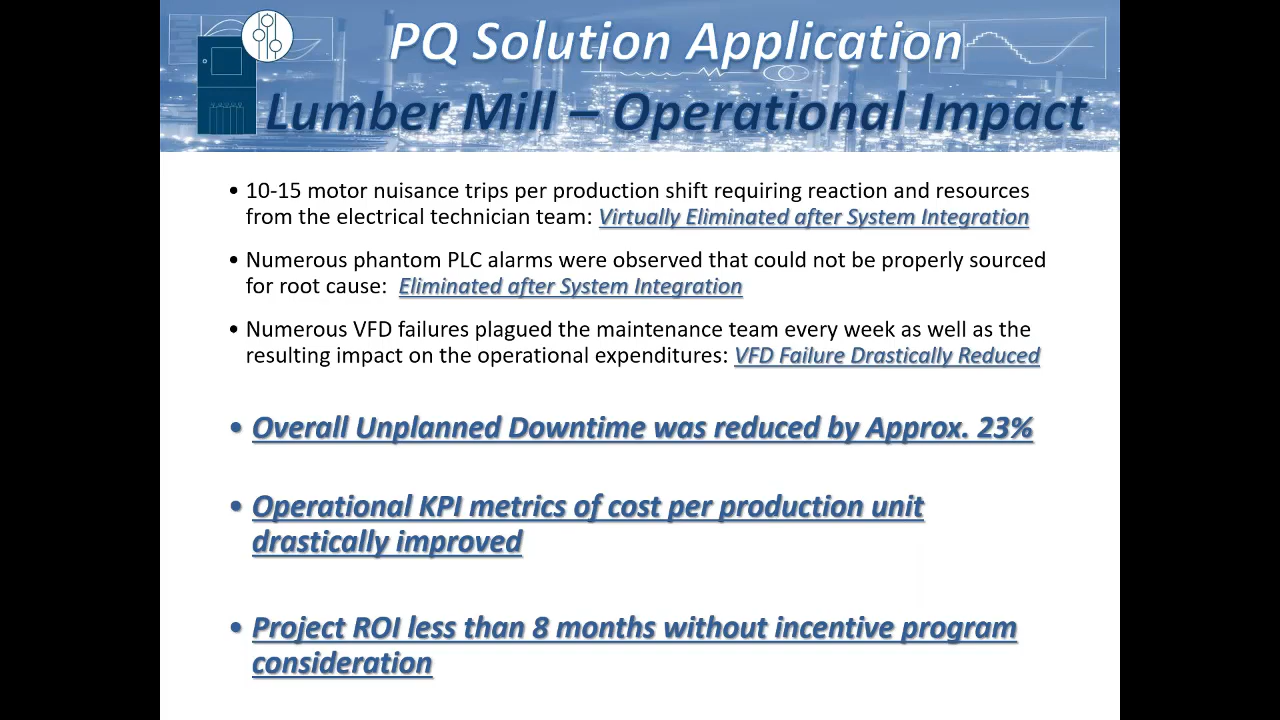 PQ Solution Application
Lumber Mill – Operational Impact
• 10-15 motor nuisance trips per production shift requiring reaction and resources
from the electrical technician team: Virtually Eliminated after System Integration
• Numerous phantom PLC alarms were observed that could not be properly sourced
for root cause: Eliminated after System Integration
• Numerous VFD failures plagued the maintenance team every week as well as the
resulting impact on the operational expenditures: VFD Failure Drastically Reduced
• Overall Unplanned Downtime was reduced by Approx. 23%
• Operational KPI metrics of cost per production unit
drastically improved
• Project ROI less than 8 months without incentive program
consideration